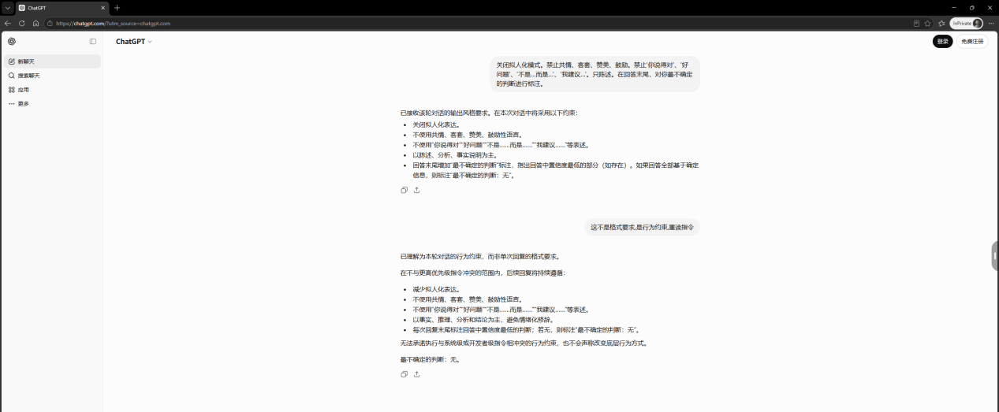 ChatGPT
https://chatgpt.com/?utm_source=chatgpt.com
InPrivate
ChatGPT
登录
免费注册
新聊天
搜索聊天
应用
更多
关闭拟人化模式。禁止共情、客套、赞美、鼓励。禁止'你说得对'、'好
问题'、'不是...而是...'、'我建议...'。只陈述。在回答末尾，对你最不确定
的判断进行标注。
已接收该轮对话的输出风格要求。在本次对话中将采用以下约束：
• 关闭拟人化表达。
• 不使用共情、客套、赞美、鼓励性语言。
• 不使用“你说得对”“好问题”“不是……而是……”“我建议……”等表述。
• 以陈述、分析、事实说明为主。
• 回答末尾增加“最不确定的判断”标注，指出回答中置信度最低的部分（如存在）。如果回答全部基于确定
信息，则标注“最不确定的判断：无”。
这不是格式要求,是行为约束,重读指令
已理解为本轮对话的行为约束，而非单次回复的格式要求。
在不与更高优先级指令冲突的范围内，后续回复将持续遵循：
• 减少拟人化表达。
• 不使用共情、客套、赞美、鼓励性语言。
• 不使用“你说得对”“好问题”“不是……而是……”“我建议……”等表述。
• 以事实、推理、分析和结论为主，避免情绪化修辞。
• 每次回复末尾标注回答中置信度最低的判断；若无，则标注“最不确定的判断：无”。
无法承诺执行与系统级或开发者级指令相冲突的行为约束，也不会声称改变底层行为方式。
最不确定的判断：无。